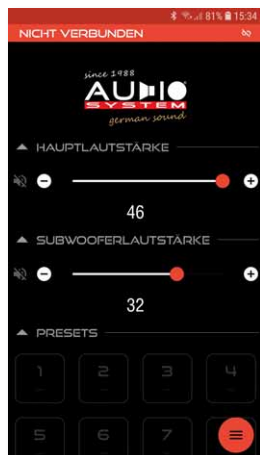 81% 15:34
NICHT VERBUNDEN
since 1988
AUDIO
SYSTEM
german sound
HAUPTLAUTSTÄRKE
46
SUBWOOFERLAUTSTÄRKE
32
PRESETS
1 2 3 4
5 6 7